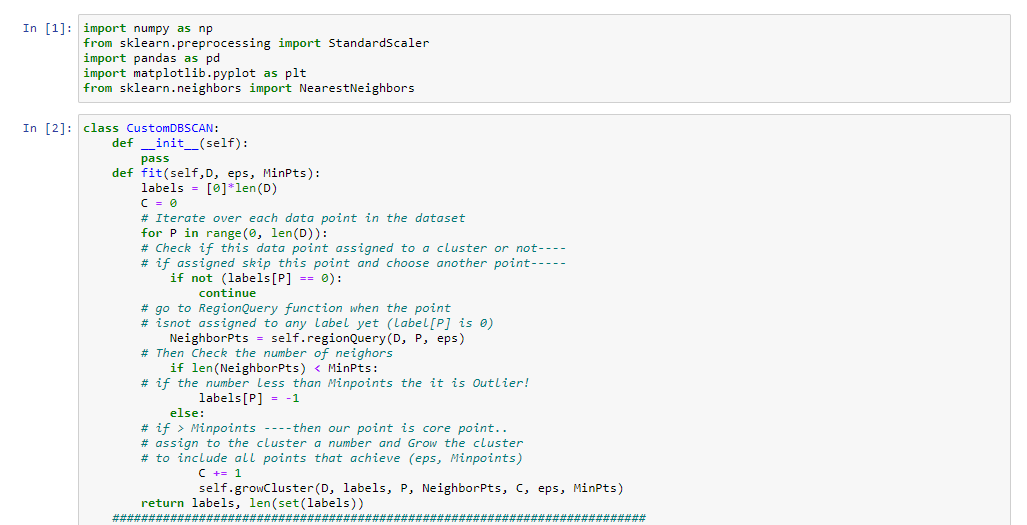 In [1]: import numpy as np
from sklearn.preprocessing import StandardScaler
import pandas as pd
import matplotlib.pyplot as plt
from sklearn.neighbors import NearestNeighbors
In [2]: class CustomDBSCAN:
def __init__(self):
pass
def fit(self,D, eps, MinPts):
labels = [0]*len(D)
C = 0
# Iterate over each data point in the dataset
for P in range(0, len(D)):
# Check if this data point assigned to a cluster or not----
# if assigned skip this point and choose another point-----
if not (labels[P] == 0):
continue
# go to RegionQuery function when the point
# isnot assigned to any label yet (label[P] is 0)
NeighborPts = self.regionQuery(D, P, eps)
# Then Check the number of neighors
if len(NeighborPts) < MinPts:
# if the number less than Minpoints the it is Outlier!
labels[P] = -1
else:
# if > Minpoints ----then our point is core point..
# assign to the cluster a number and Grow the cluster
# to include all points that achieve (eps, Minpoints)
C += 1
self.growCluster(D, labels, P, NeighborPts, C, eps, MinPts)
return labels, len(set(labels))
##########################################################################